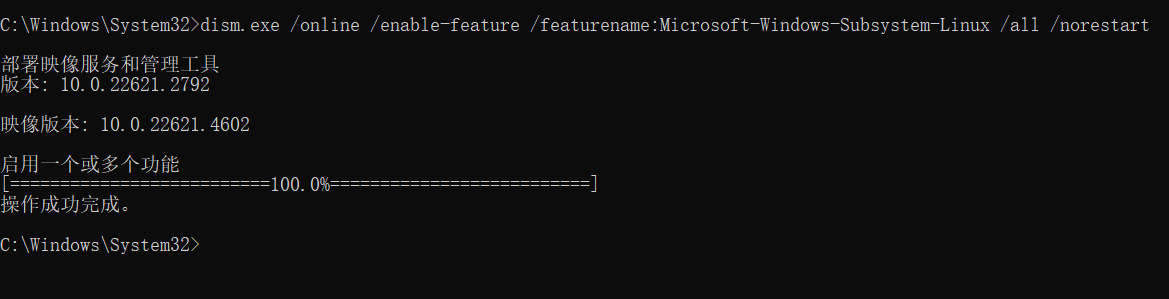 C:\Windows\System32>dism.exe /online /enable-feature /featurename:Microsoft-Windows-Subsystem-Linux /all /norestart
部署映像服务和管理工具
版本: 10.0.22621.2792
映像版本: 10.0.22621.4602
启用一个或多个功能
[==========================100.0%==========================]
操作成功完成。
C:\Windows\System32>